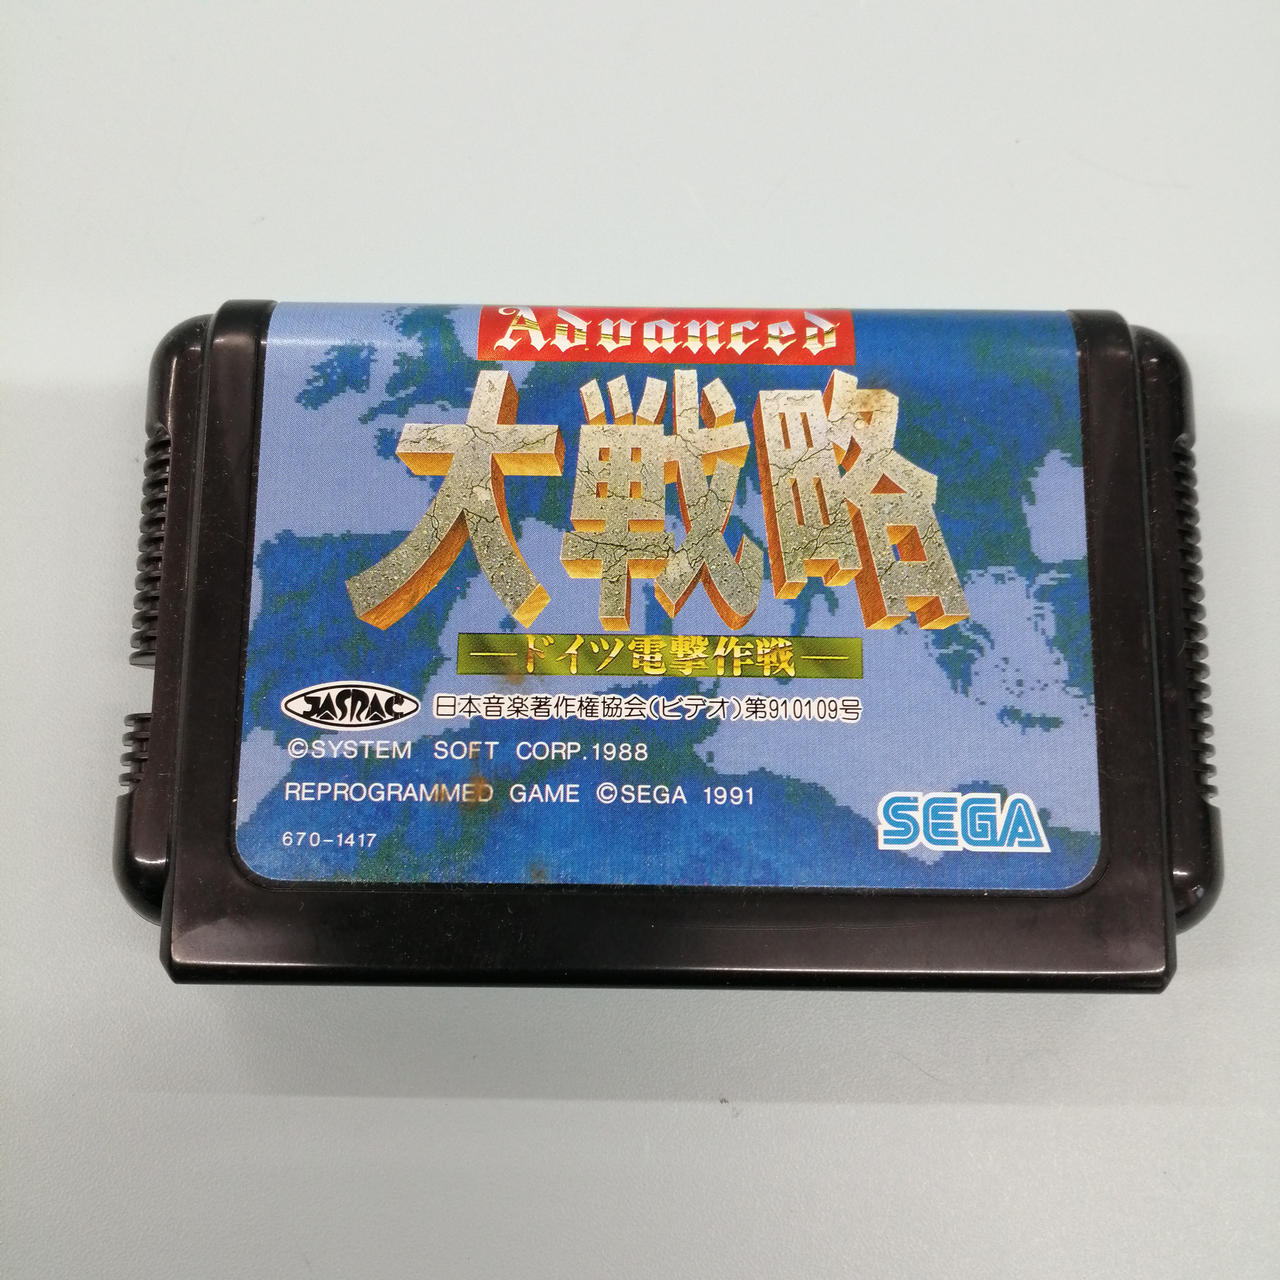 Advanced
大戦略
―ドイツ電撃作戦―
JASRAC 日本音楽著作権協会(ビデオ)第910109号
©SYSTEM SOFT CORP.1988
REPROGRAMMED GAME ©SEGA 1991
670-1417
SEGA